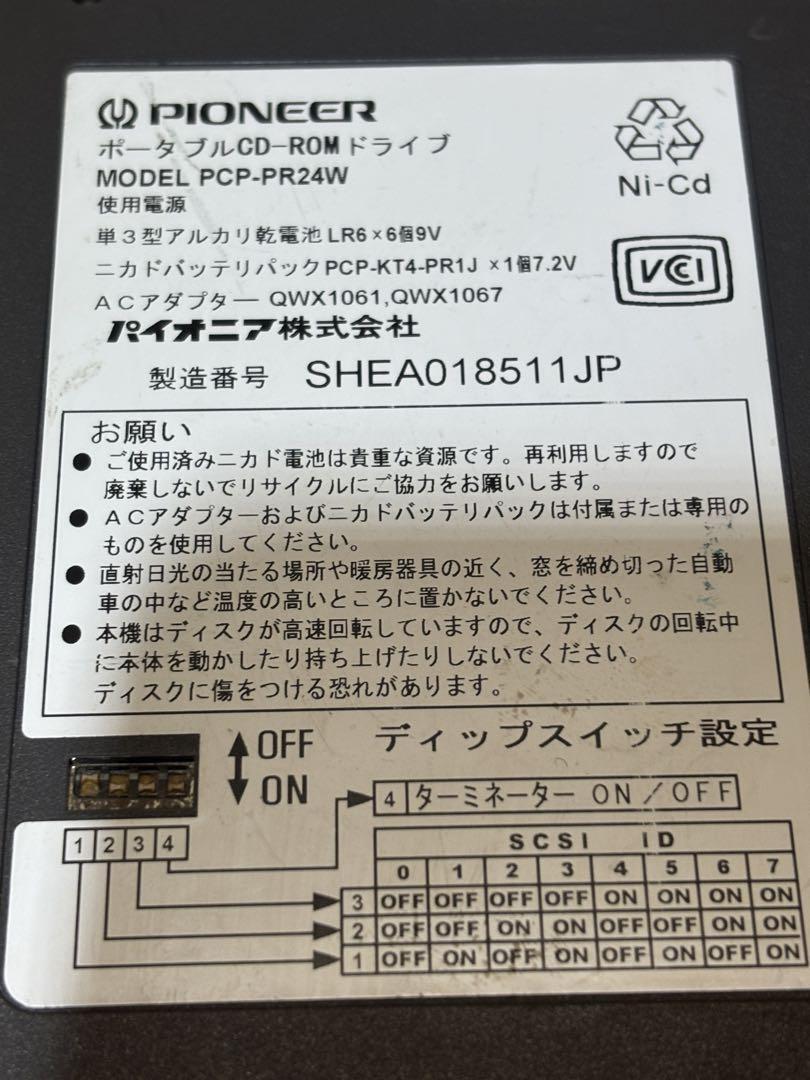 PIONEER
ポータブルCD-ROMドライブ
MODEL PCP-PR24W
使用電源
単3型アルカリ乾電池LR6×6個9V
ニカドバッテリパックPCP-KT4-PR1J ×1個7.2V
ACアダプター QWX1061,QWX1067
パイオニア株式会社
Ni-Cd
VCCI
製造番号 SHEA018511JP
お願い
● ご使用済みニカド電池は貴重な資源です。再利用しますので
廃棄しないでリサイクルにご協力をお願いします。
● ACアダプターおよびニカドバッテリパックは付属または専用の
ものを使用してください。
● 直射日光の当たる場所や暖房器具の近く、窓を締め切った自動
車の中など温度の高いところに置かないでください。
● 本機はディスクが高速回転していますので、ディスクの回転中
に本体を動かしたり持ち上げたりしないでください。
ディスクに傷をつける恐れがあります。
OFF
ON
ディップスイッチ設定
4 ターミネーター ON/OFF
1 2 3 4
SCSI ID
0 1 2 3 4 5 6 7
3 OFF OFF OFF OFF ON ON ON ON
2 OFF OFF ON ON OFF OFF ON ON
1 OFF ON OFF ON OFF ON OFF ON